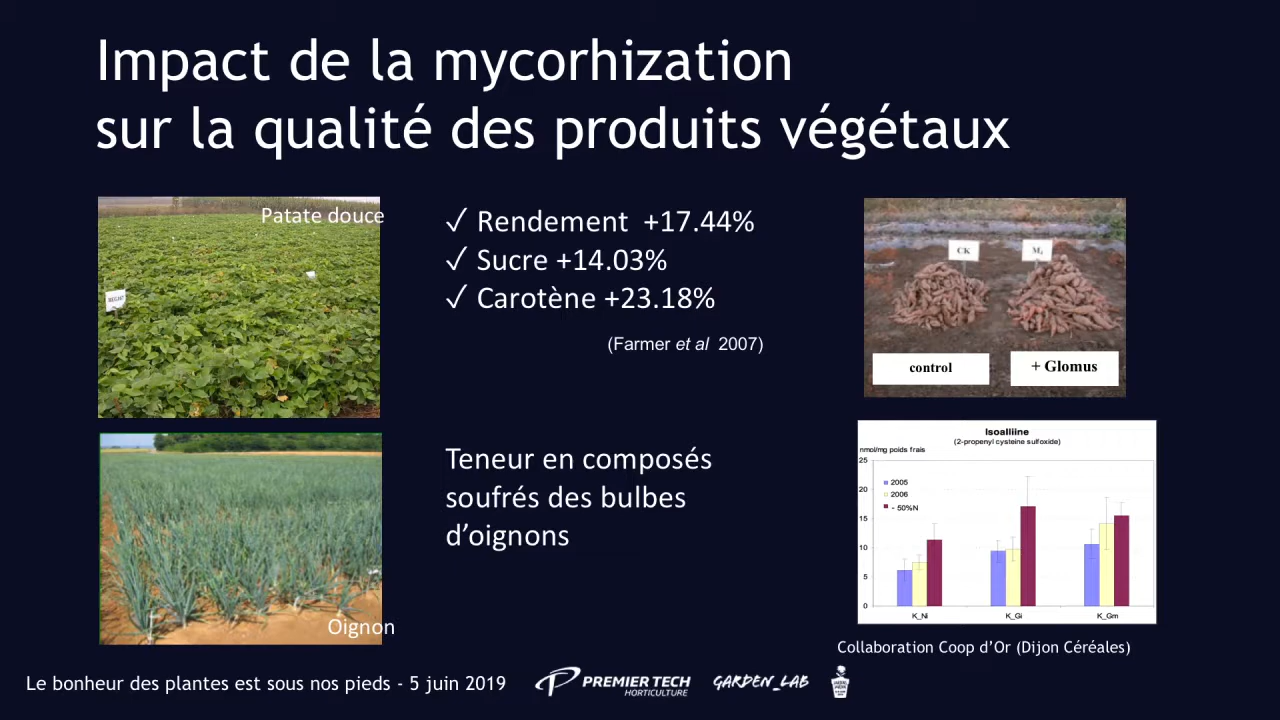 Impact de la mycorhization
sur la qualité des produits végétaux
Patate douce
✓ Rendement +17.44%
✓ Sucre +14.03%
✓ Carotène +23.18%
(Farmer et al 2007)
CK
control
+ Glomus
Oignon
Teneur en composés
soufrés des bulbes
d’oignons
Isoalliine
(2-propenyl cysteine sulfoxide)
nmol/mg poids frais
25
20
15
10
5
0
2005
2006
- 50%N
K_Ni
K_Gi
K_Gm
Collaboration Coop d’Or (Dijon Céréales)
Le bonheur des plantes est sous nos pieds - 5 juin 2019
PREMIER TECH
HORTICULTURE
GARDEN_LAB